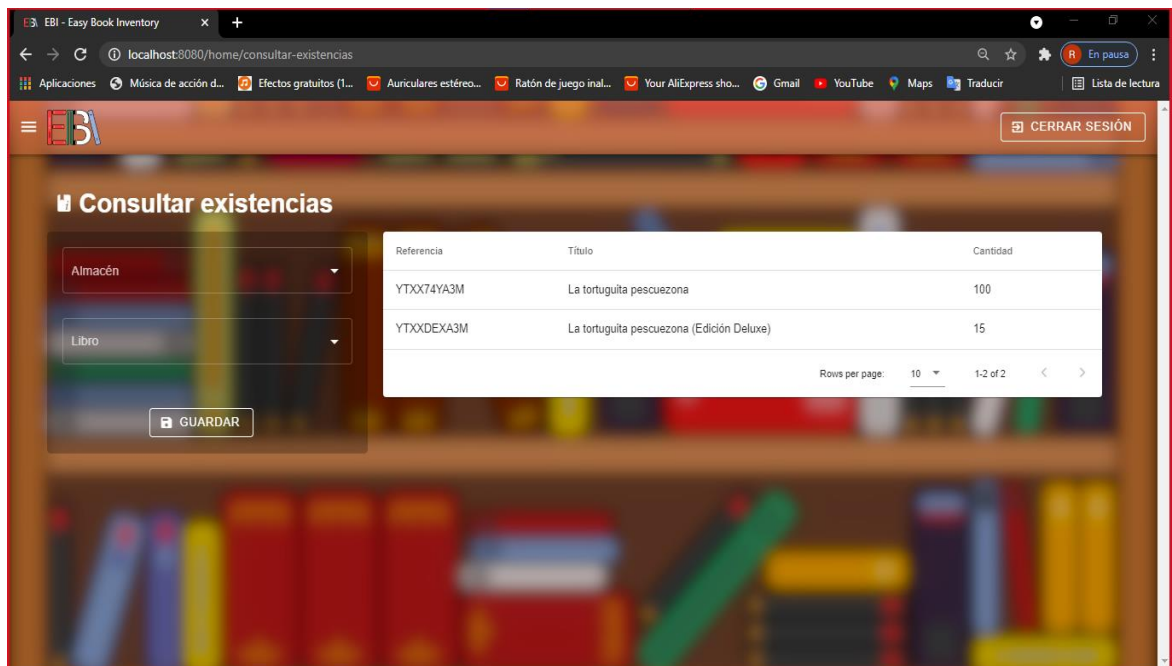 EBI EBI - Easy Book Inventory
localhost:8080/home/consultar-existencias
R En pausa
Aplicaciones Música de acción d... Efectos gratuitos (1... Auriculares estéreo... Ratón de juego inal... Your AliExpress sho... Gmail YouTube Maps Traducir Lista de lectura
EBI CERRAR SESIÓN
Consultar existencias
Almacén
Libro
GUARDAR
Referencia Título Cantidad
YTXX74YA3M La tortuguita pescuezona 100
YTXXDEXA3M La tortuguita pescuezona (Edición Deluxe) 15
Rows per page: 10 1-2 of 2